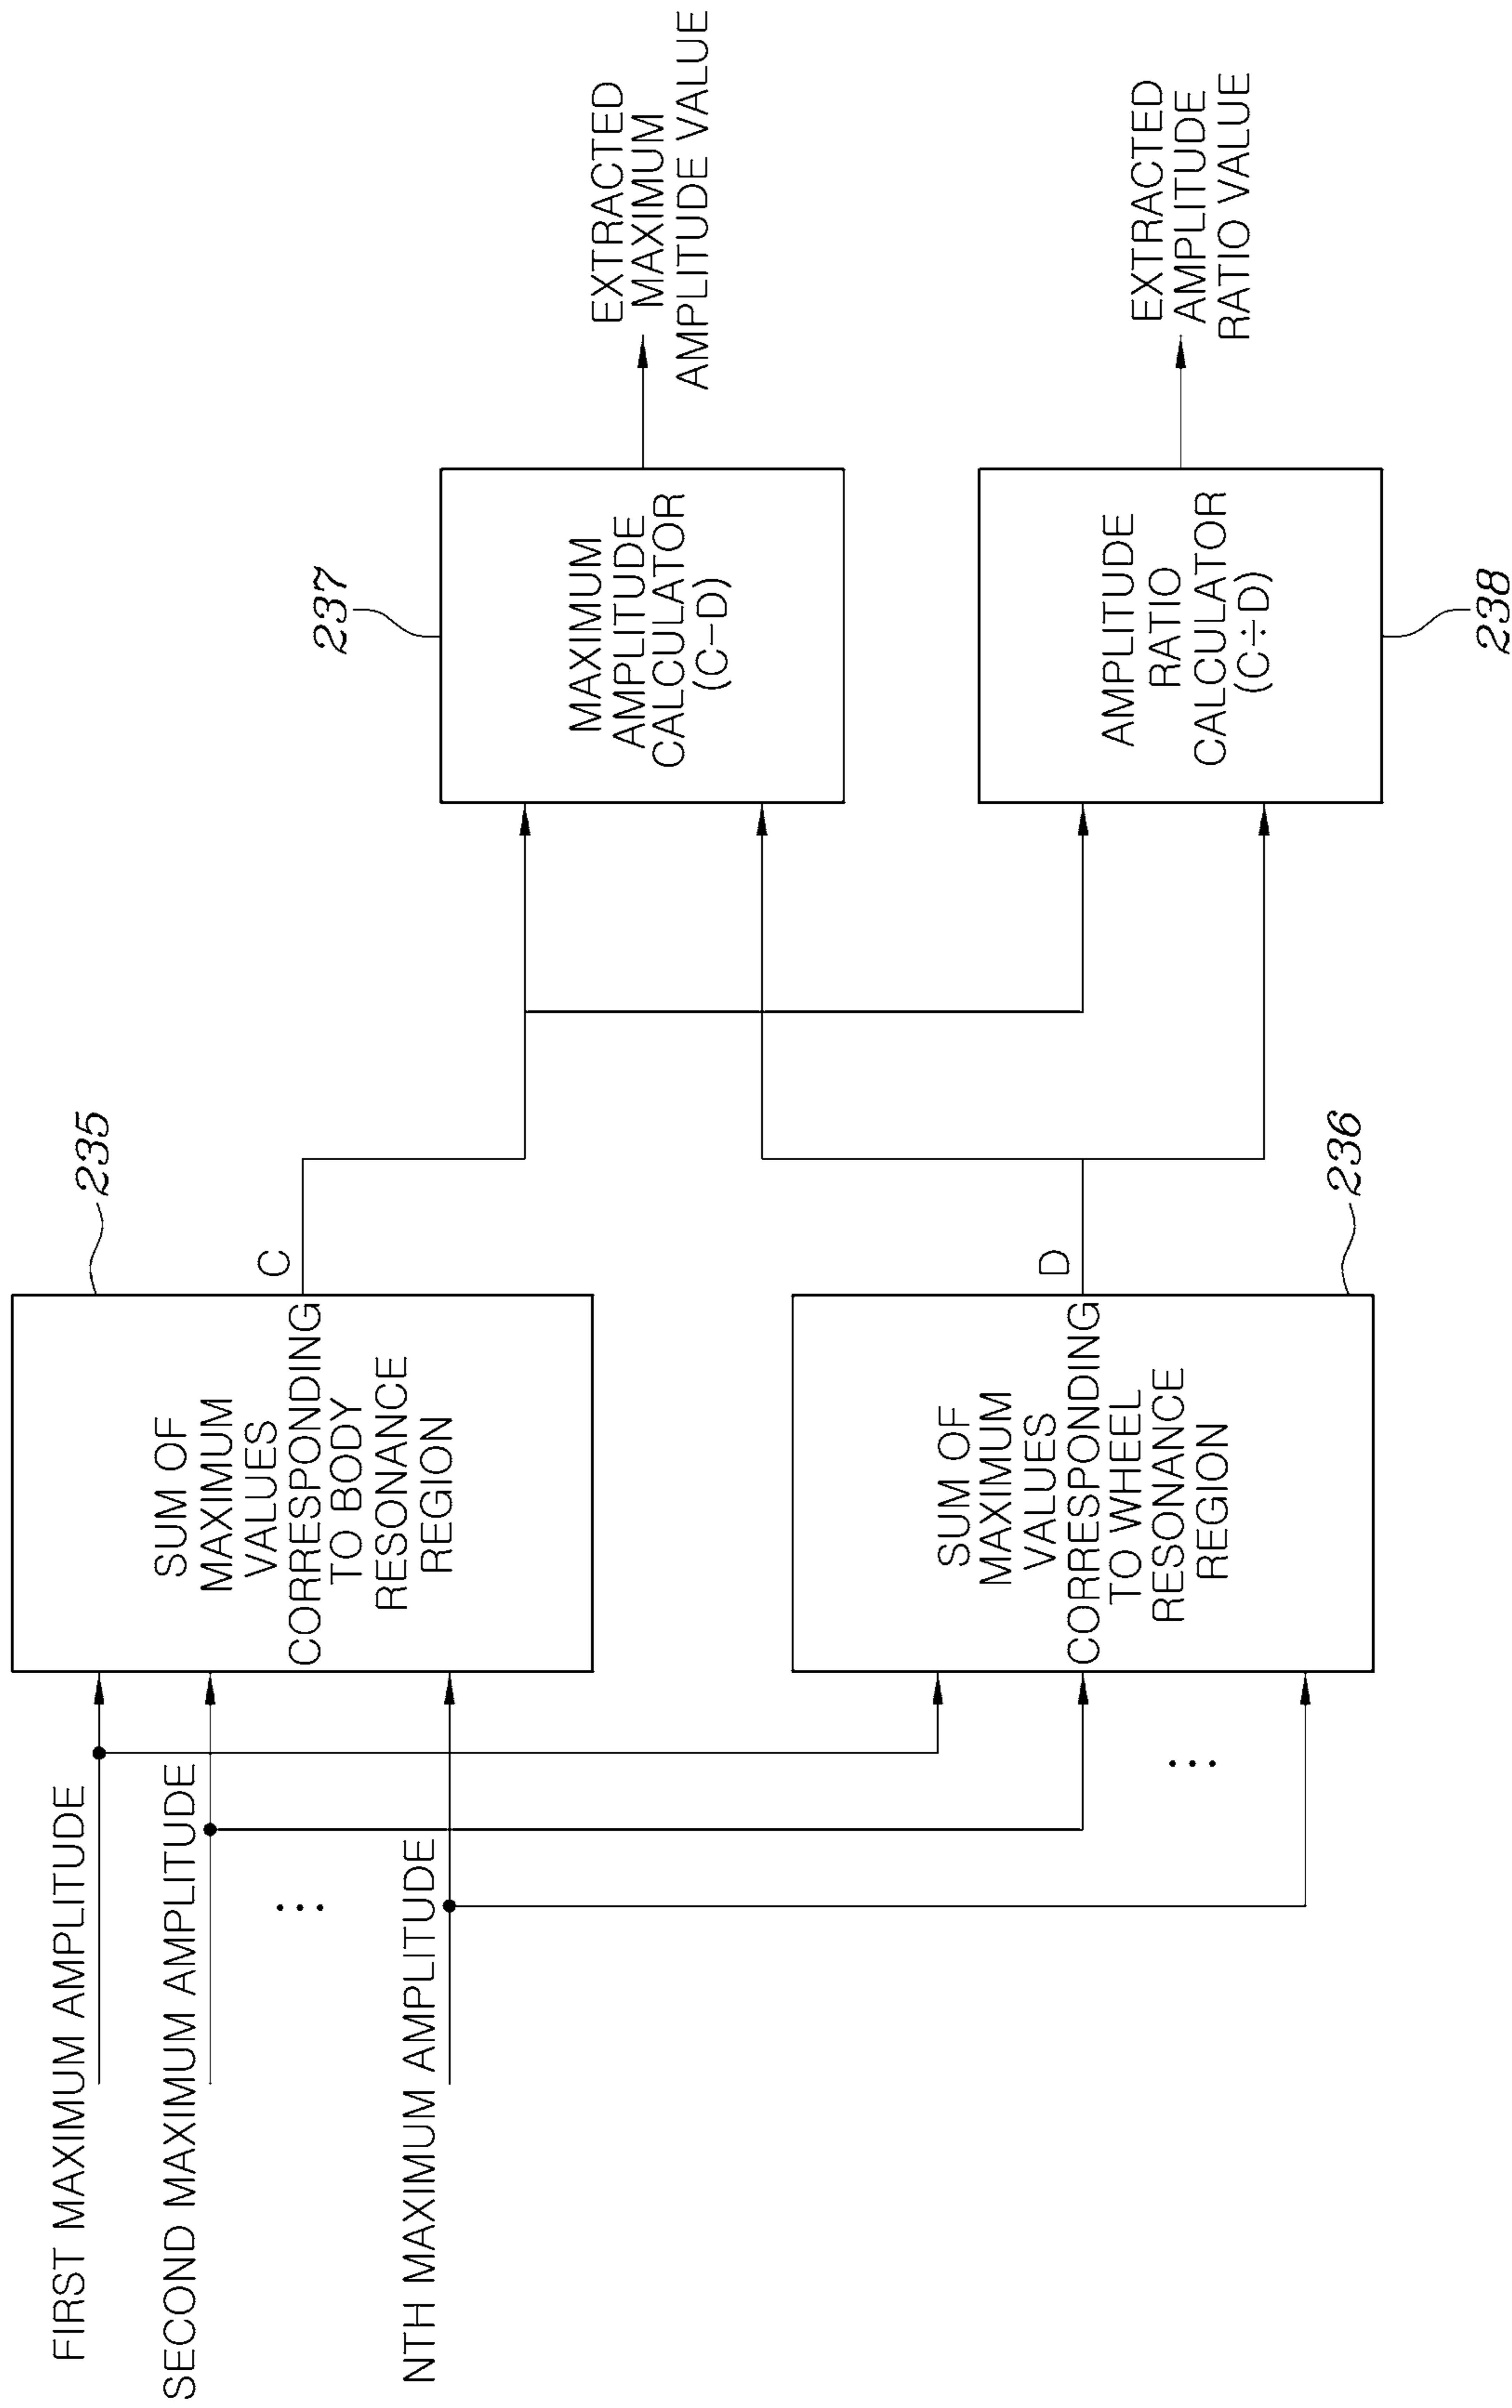 FIRST MAXIMUM AMPLITUDE
SECOND MAXIMUM AMPLITUDE
...
NTH MAXIMUM AMPLITUDE
235
SUM OF
MAXIMUM
VALUES
CORRESPONDING
TO BODY
RESONANCE
REGION
C
...
SUM OF
MAXIMUM
VALUES
CORRESPONDING
TO WHEEL
RESONANCE
REGION
D
236
237
MAXIMUM
AMPLITUDE
CALCULATOR
(C-D)
EXTRACTED
MAXIMUM
AMPLITUDE VALUE
AMPLITUDE
RATIO
CALCULATOR
(C÷D)
238
EXTRACTED
AMPLITUDE
RATIO VALUE